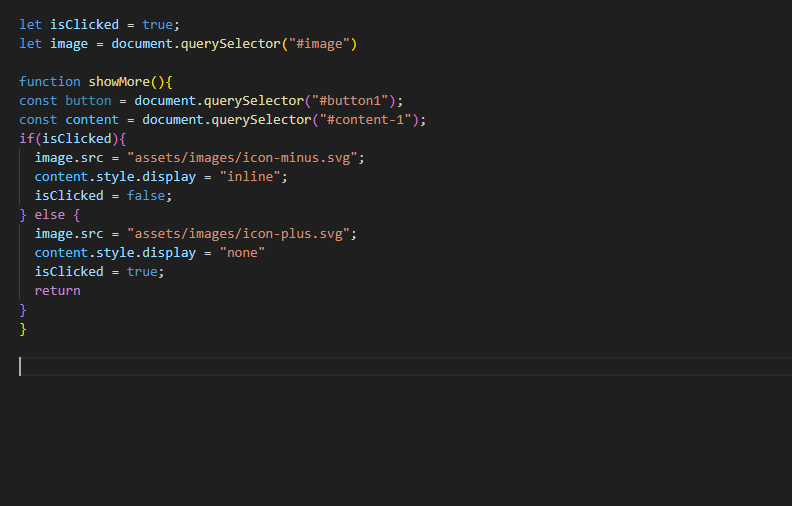 let isClicked = true;
let image = document.querySelector("#image")
function showMore(){
const button = document.querySelector("#button1");
const content = document.querySelector("#content-1");
if(isClicked){
image.src = "assets/images/icon-minus.svg";
content.style.display = "inline";
isClicked = false;
} else {
image.src = "assets/images/icon-plus.svg";
content.style.display = "none"
isClicked = true;
return
}
}